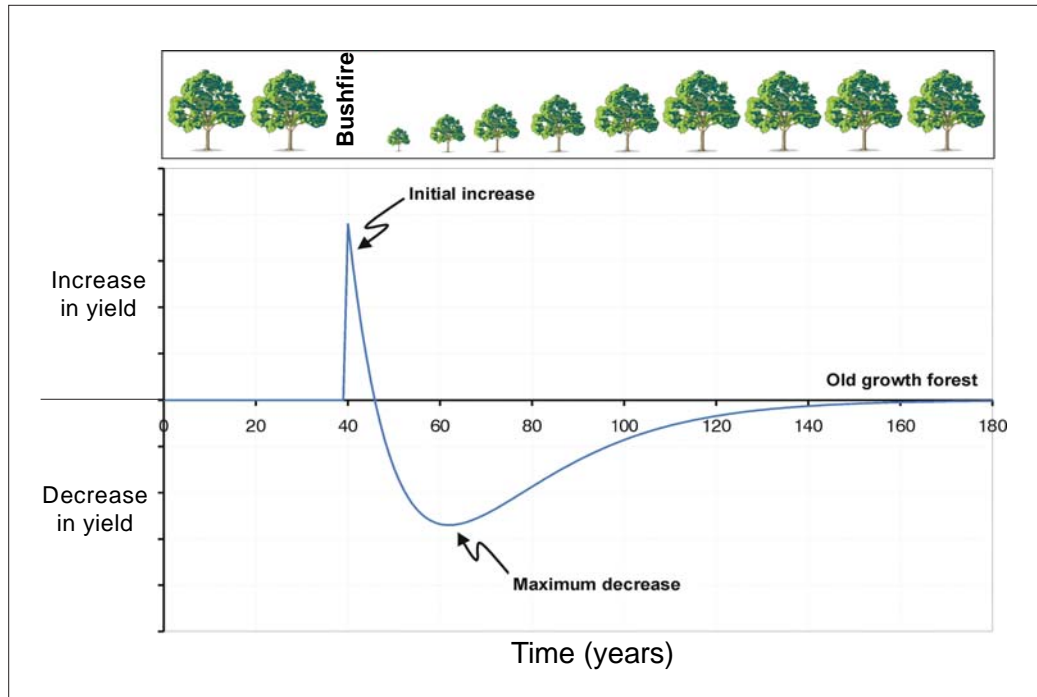 Bushfire
Initial increase
Increase
in yield
Old growth forest
0 20 40 60 80 100 120 140 160 180
Decrease
in yield
Maximum decrease
Time (years)